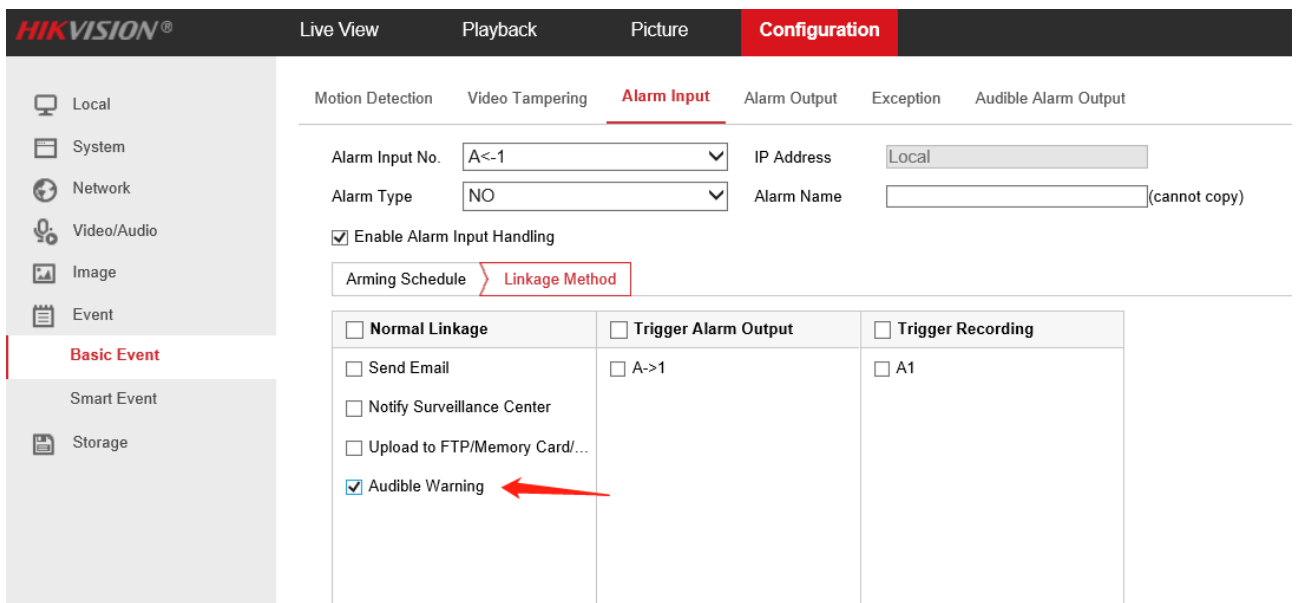 HIKVISION® Live View Playback Picture Configuration
Local
System
Network
Video/Audio
Image
Event
Basic Event
Smart Event
Storage
Motion Detection Video Tampering Alarm Input Alarm Output Exception Audible Alarm Output
Alarm Input No. A<-1 IP Address Local
Alarm Type NO Alarm Name (cannot copy)
Enable Alarm Input Handling
Arming Schedule Linkage Method
Normal Linkage Trigger Alarm Output Trigger Recording
Send Email A->1 A1
Notify Surveillance Center
Upload to FTP/Memory Card/...
Audible Warning